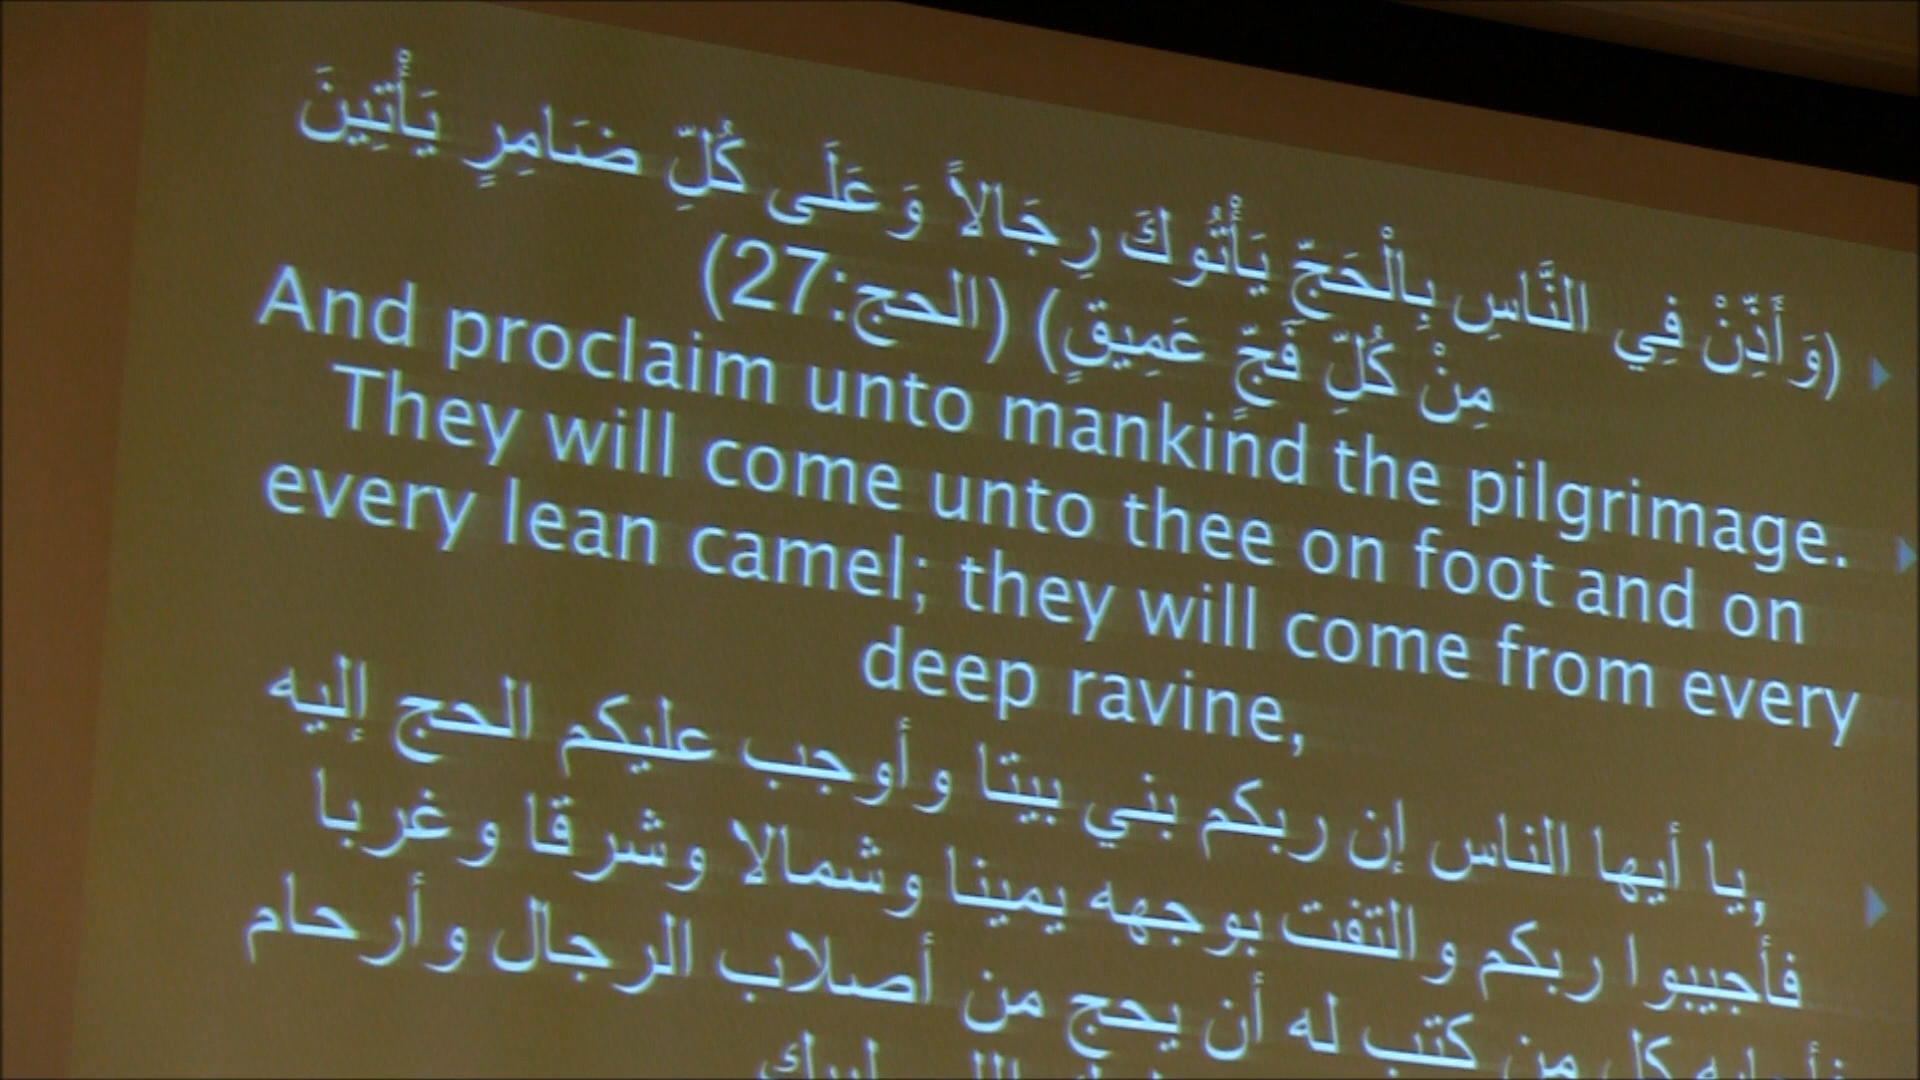 (وَأَذِّنْ فِي النَّاسِ بِالْحَجِّ يَأْتُوكَ رِجَالاً وَعَلَى كُلِّ ضَامِرٍ يَأْتِينَ
مِنْ كُلِّ فَجٍّ عَمِيقٍ) (الحج:27)
And proclaim unto mankind the pilgrimage.
They will come unto thee on foot and on
every lean camel; they will come from every
deep ravine,
,يا أيها الناس إن ربكم بني بيتا وأوجب عليكم الحج إليه
فأجيبوا ربكم والتفت بوجهه يمينا وشمالا وشرقا وغربا
كل من كتب له أن يحج من أصلاب الرجال وأرحام